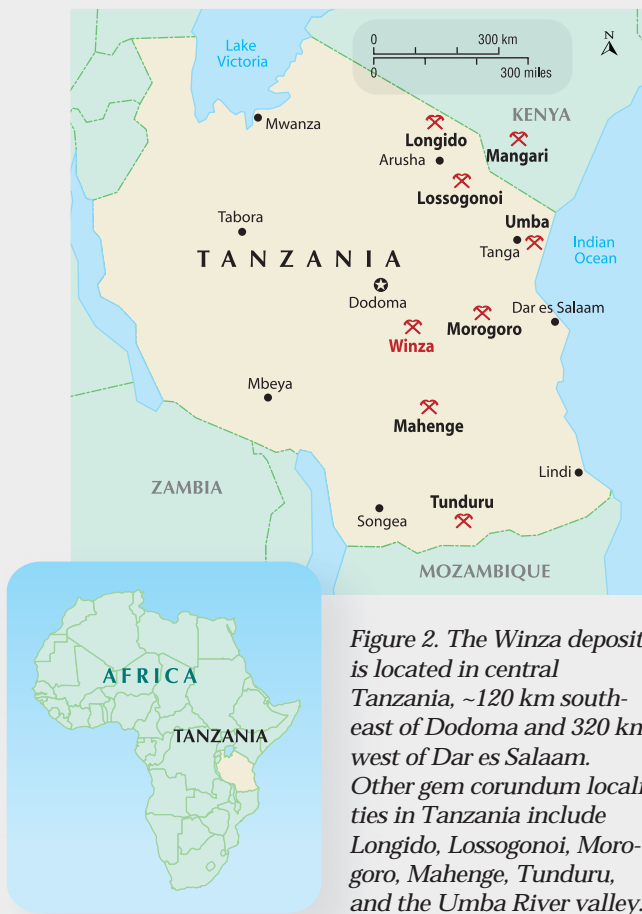 0 300 km
0 300 miles
N
Lake
Victoria
KENYA
Mwanza
Longido
Mangari
Arusha
Lossogonoi
Tabora
Umba
Tanga
Indian
Ocean
TANZANIA
Dodoma
Dar es Salaam
Morogoro
Winza
Mbeya
Mahenge
Lindi
ZAMBIA
Tunduru
Songea
MOZAMBIQUE
AFRICA
TANZANIA
Figure 2. The Winza deposit
is located in central
Tanzania, ~120 km south-
east of Dodoma and 320 km
west of Dar es Salaam.
Other gem corundum locali
ties in Tanzania include
Longido, Lossogonoi, Moro-
goro, Mahenge, Tunduru,
and the Umba River valley.